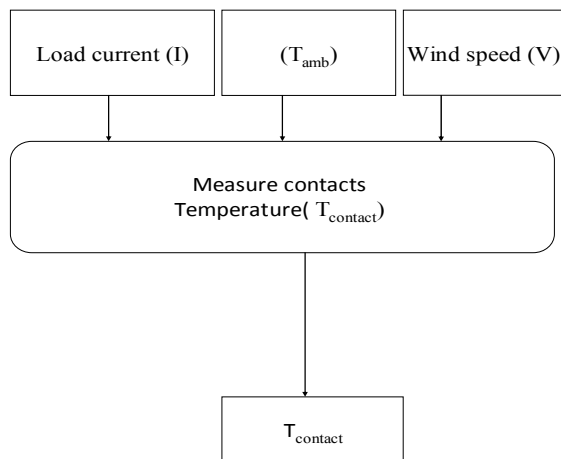 Load current (I)
(T_amb)
Wind speed (V)
Measure contacts
Temperature( T_contact)
T_contact